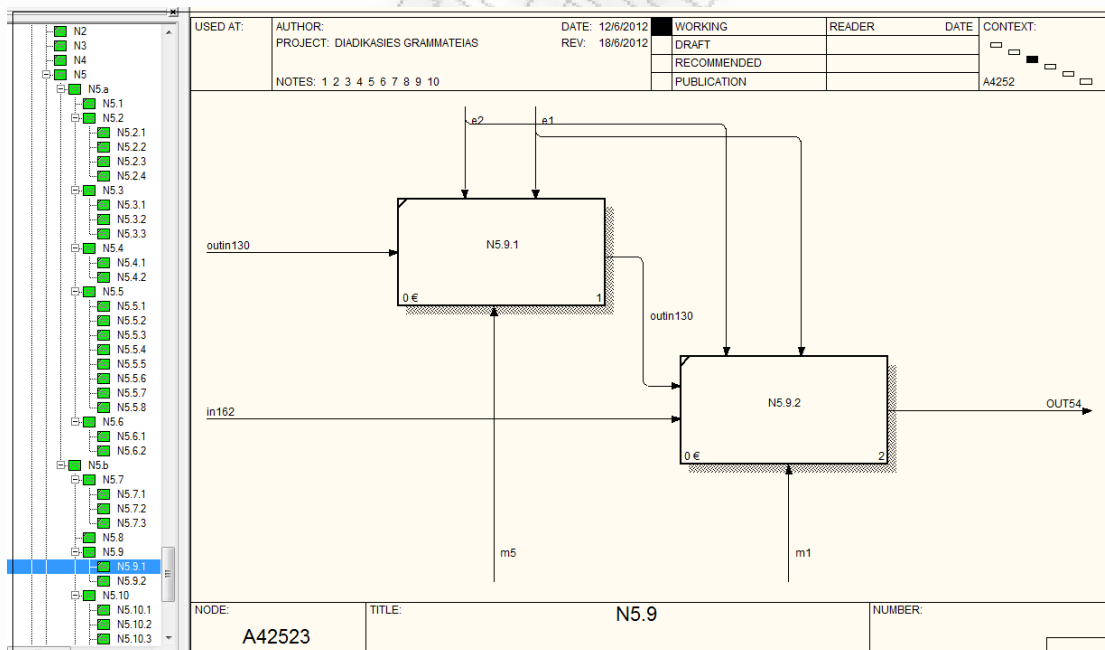 N2
N3
N4
N5
N5.a
N5.1
N5.2
N5.2.1
N5.2.2
N5.2.3
N5.2.4
N5.3
N5.3.1
N5.3.2
N5.3.3
N5.4
N5.4.1
N5.4.2
N5.5
N5.5.1
N5.5.2
N5.5.3
N5.5.4
N5.5.5
N5.5.6
N5.5.7
N5.5.8
N5.6
N5.6.1
N5.6.2
N5.b
N5.7
N5.7.1
N5.7.2
N5.7.3
N5.8
N5.9
N5.9.1
N5.9.2
N5.10
N5.10.1
N5.10.2
N5.10.3
USED AT:
AUTHOR:
PROJECT: DIADIKASIES GRAMMATEIAS
NOTES: 1 2 3 4 5 6 7 8 9 10
DATE: 12/6/2012
REV: 18/6/2012
WORKING
DRAFT
RECOMMENDED
PUBLICATION
READER DATE
CONTEXT:
A4252
e2
e1
outin130
N5.9.1
0 € 1
outin130
in162
N5.9.2
0 € 2
OUT54
m5
m1
NODE:
A42523
TITLE:
N5.9
NUMBER: